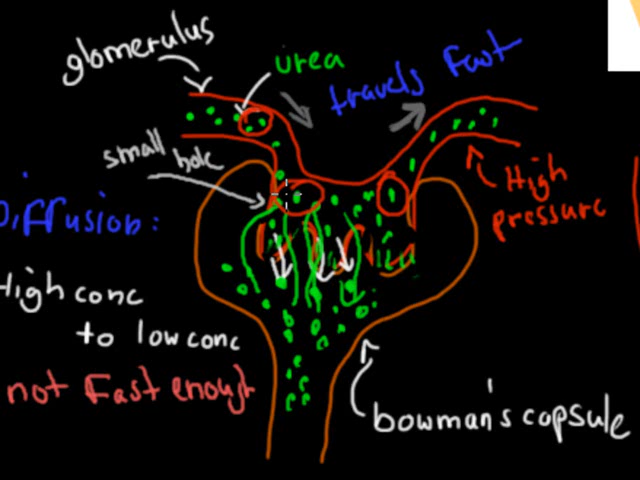 glomerulus
urea
travels fast
small hole
High
pressure
Diffusion:
High conc
to low conc
not fast enough
bowman's capsule